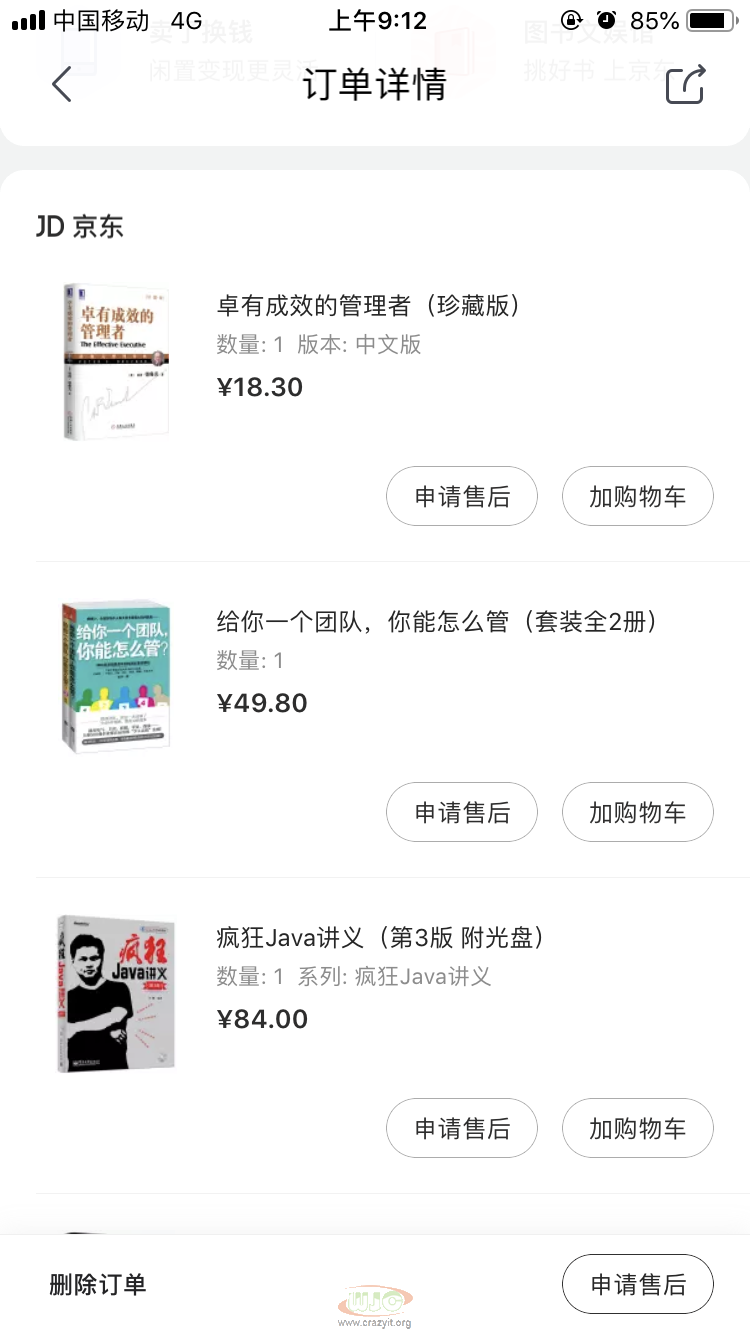 中国移动 4G 上午9:12 85%
卖了换钱 图书文娱馆
闲置变现更灵活 挑好书 上京东
订单详情
JD 京东
卓有成效的管理者
The Effective Executive
卓有成效的管理者（珍藏版）
数量: 1 版本: 中文版
¥18.30
申请售后 加购物车
给你一个团队，
你能怎么管？
给你一个团队，你能怎么管（套装全2册）
数量: 1
¥49.80
申请售后 加购物车
疯狂
Java讲义
疯狂Java讲义（第3版 附光盘）
数量: 1 系列: 疯狂Java讲义
¥84.00
申请售后 加购物车
删除订单 申请售后
WJC
www.crazyit.org